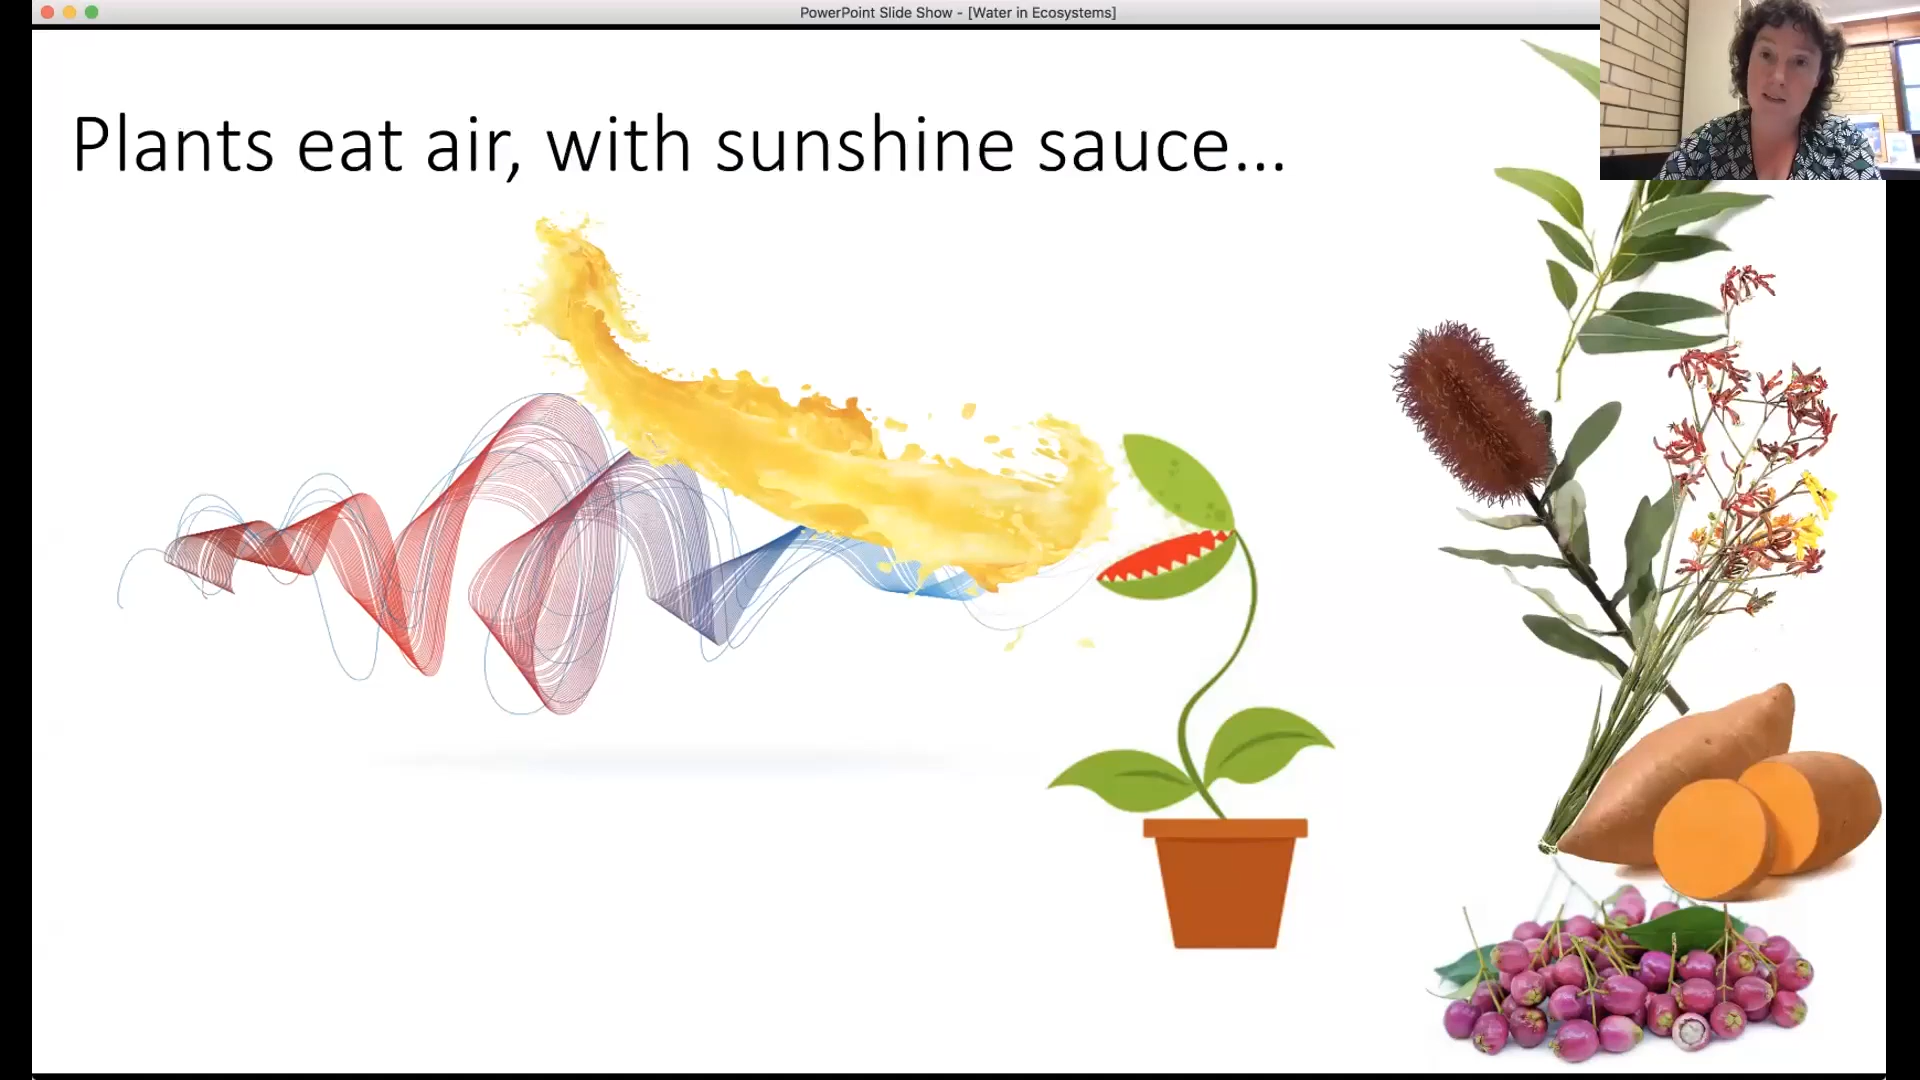 PowerPoint Slide Show - [Water in Ecosystems]
Plants eat air, with sunshine sauce...